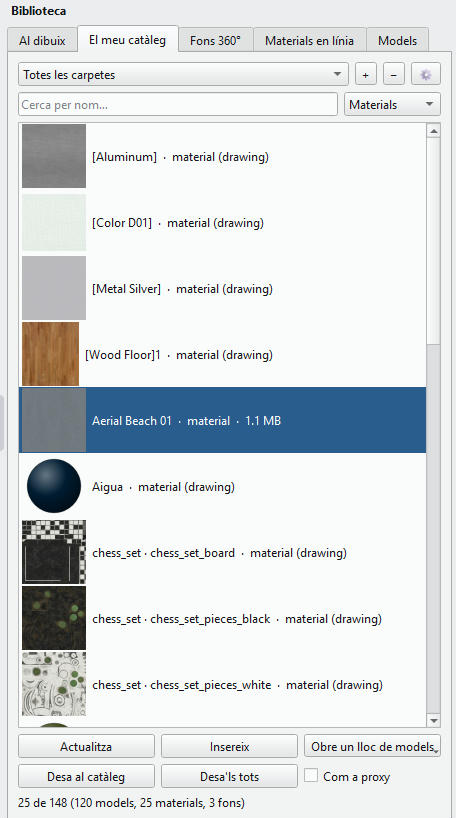 Biblioteca
Al dibuix
El meu catàleg
Fons 360°
Materials en línia
Models
Totes les carpetes
+
−
Cerca per nom...
Materials
[Aluminum] · material (drawing)
[Color D01] · material (drawing)
[Metal Silver] · material (drawing)
[Wood Floor]1 · material (drawing)
Aerial Beach 01 · material · 1.1 MB
Aigua · material (drawing)
chess_set · chess_set_board · material (drawing)
chess_set · chess_set_pieces_black · material (drawing)
chess_set · chess_set_pieces_white · material (drawing)
Actualitza
Insereix
Obre un lloc de models
Desa al catàleg
Desa'ls tots
Com a proxy
25 de 148 (120 models, 25 materials, 3 fons)